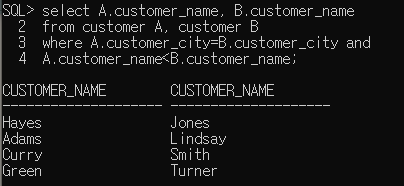 SQL> select A.customer_name, B.customer_name
2 from customer A, customer B
3 where A.customer_city=B.customer_city and
4 A.customer_name<B.customer_name;
CUSTOMER_NAME CUSTOMER_NAME
-------------------- --------------------
Hayes Jones
Adams Lindsay
Curry Smith
Green Turner